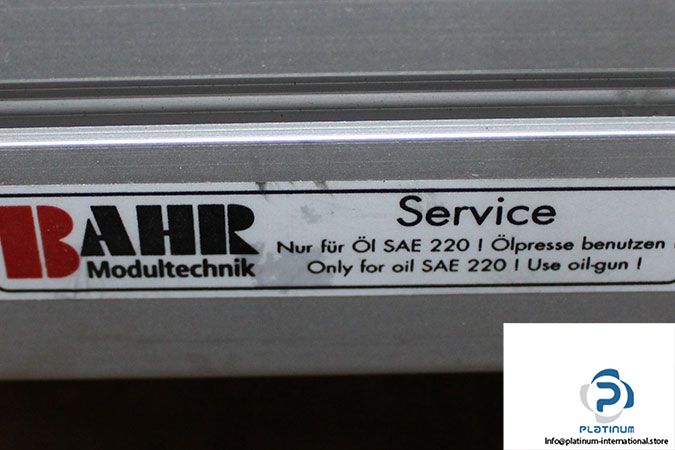 BAHR
Modultechnik
Service
Nur für Öl SAE 220 ! Ölpresse benutzen
Only for oil SAE 220 ! Use oil-gun !
PLATINUM
Info@platinum-international.store